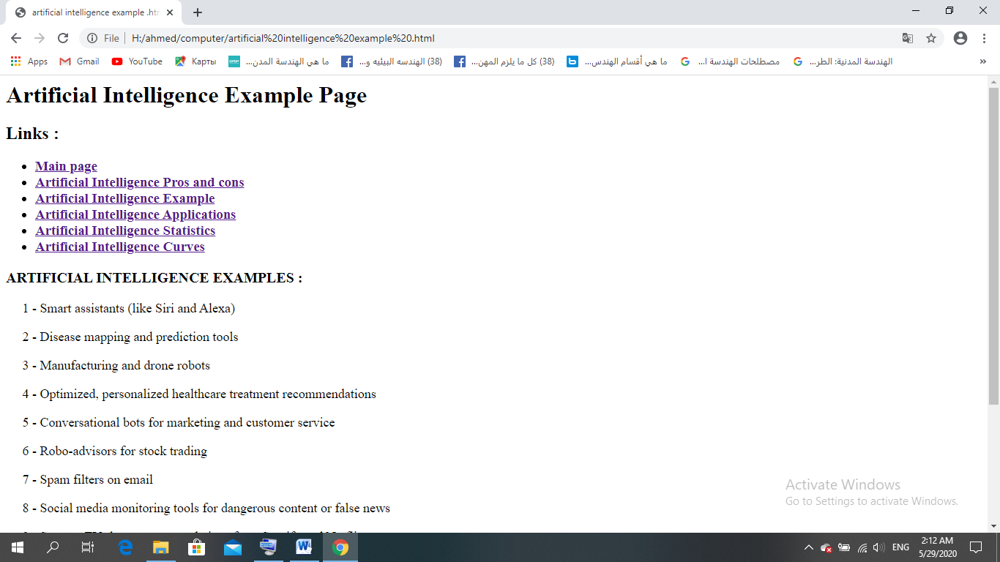 artificial intelligence example .htm
File | H:/ahmed/computer/artificial%20intelligence%20example%20.html
Apps Gmail YouTube Карты ما هي الهندسة المدن... (38) الهندسه البيئيه و... (38) كل ما يلزم المهن... ما هي أقسام الهندس... مصطلحات الهندسة ا... الهندسة المدنية: الطر... »
Artificial Intelligence Example Page
Links :
Main page
Artificial Intelligence Pros and cons
Artificial Intelligence Example
Artificial Intelligence Applications
Artificial Intelligence Statistics
Artificial Intelligence Curves
ARTIFICIAL INTELLIGENCE EXAMPLES :
1 - Smart assistants (like Siri and Alexa)
2 - Disease mapping and prediction tools
3 - Manufacturing and drone robots
4 - Optimized, personalized healthcare treatment recommendations
5 - Conversational bots for marketing and customer service
6 - Robo-advisors for stock trading
7 - Spam filters on email
8 - Social media monitoring tools for dangerous content or false news
Activate Windows
Go to Settings to activate Windows.
ENG
2:12 AM
5/29/2020